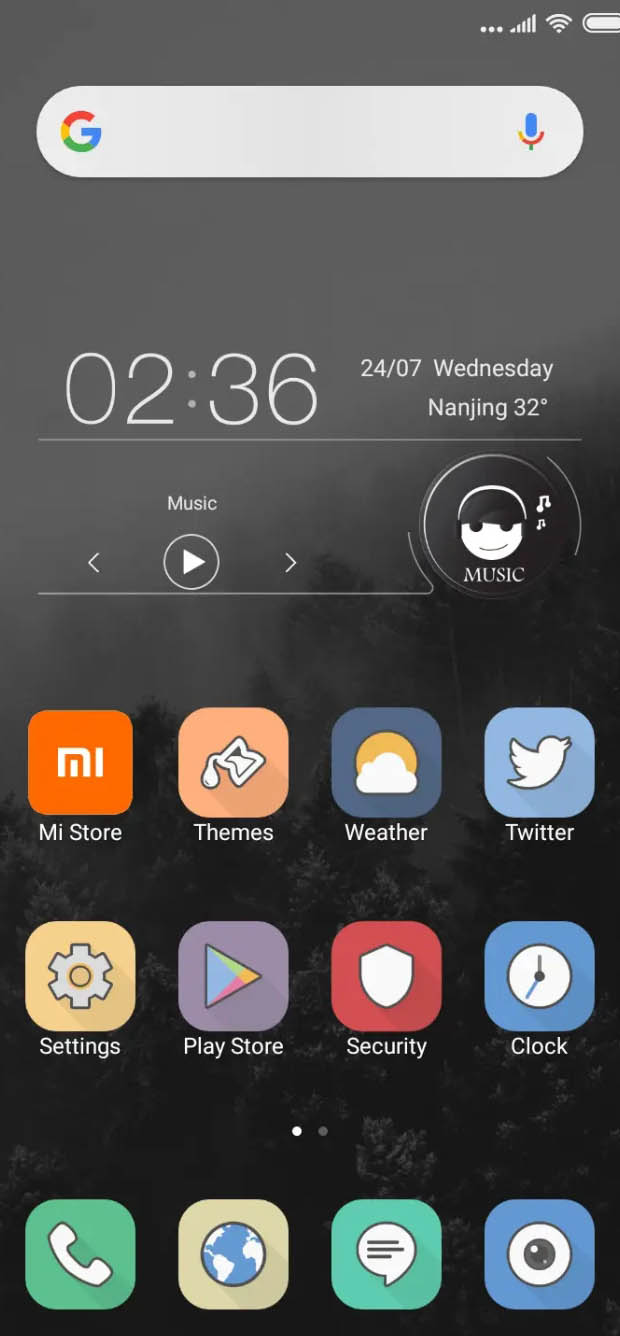 02:36
24/07 Wednesday
Nanjing 32°
Music
MUSIC
mi
Mi Store
Themes
Weather
Twitter
Settings
Play Store
Security
Clock